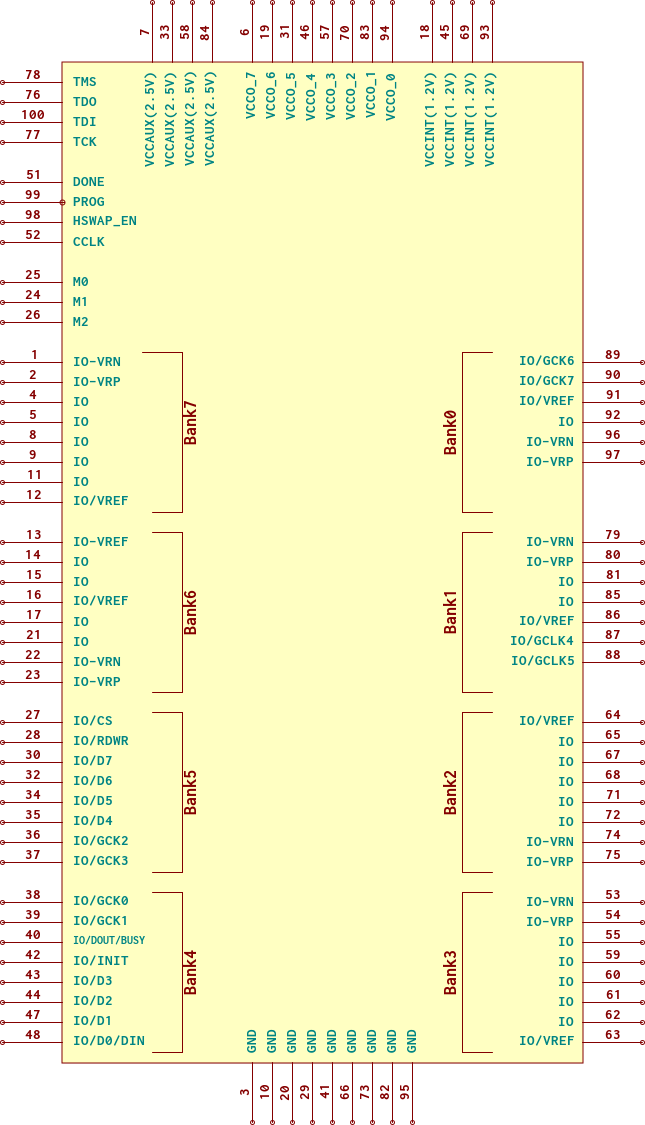 7 33 58 84 6 19 31 46 57 70 83 94 18 45 69 93
VCCAUX(2.5V) VCCAUX(2.5V) VCCAUX(2.5V) VCCAUX(2.5V) VCCO_7 VCCO_6 VCCO_5 VCCO_4 VCCO_3 VCCO_2 VCCO_1 VCCO_0 VCCINT(1.2V) VCCINT(1.2V) VCCINT(1.2V) VCCINT(1.2V)
78 TMS
76 TDO
100 TDI
77 TCK
51 DONE
99 PROG
98 HSWAP_EN
52 CCLK
25 M0
24 M1
26 M2
1 IO-VRN
2 IO-VRP
4 IO
5 IO
8 IO
9 IO
11 IO
12 IO/VREF
Bank7
IO/GCK6 89
IO/GCK7 90
IO/VREF 91
IO 92
IO-VRN 96
IO-VRP 97
Bank0
13 IO-VREF
14 IO
15 IO
16 IO/VREF
17 IO
21 IO
22 IO-VRN
23 IO-VRP
Bank6
IO-VRN 79
IO-VRP 80
IO 81
IO 85
IO/VREF 86
IO/GCLK4 87
IO/GCLK5 88
Bank1
27 IO/CS
28 IO/RDWR
30 IO/D7
32 IO/D6
34 IO/D5
35 IO/D4
36 IO/GCK2
37 IO/GCK3
Bank5
IO/VREF 64
IO 65
IO 67
IO 68
IO 71
IO 72
IO-VRN 74
IO-VRP 75
Bank2
38 IO/GCK0
39 IO/GCK1
40 IO/DOUT/BUSY
42 IO/INIT
43 IO/D3
44 IO/D2
47 IO/D1
48 IO/D0/DIN
Bank4
IO-VRN 53
IO-VRP 54
IO 55
IO 59
IO 60
IO 61
IO 62
IO/VREF 63
Bank3
GND GND GND GND GND GND GND GND GND
3 10 20 29 41 66 73 82 95